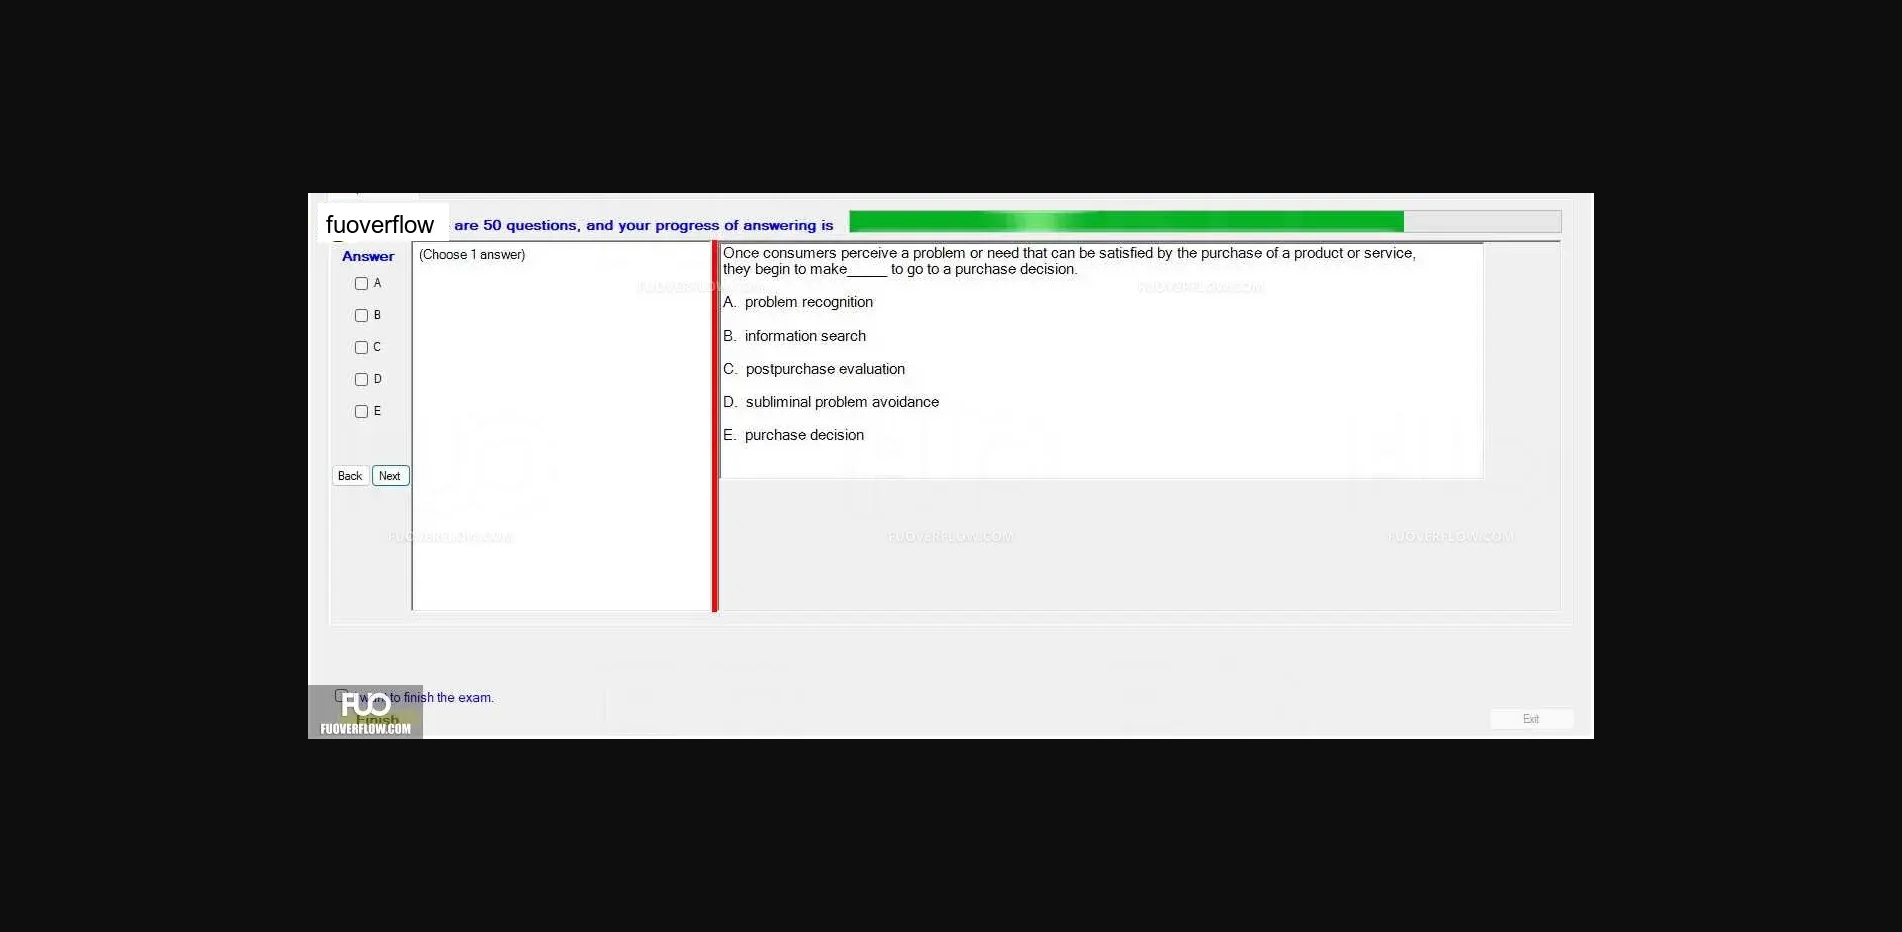 fuoverflow are 50 questions, and your progress of answering is
Answer
A
B
C
D
E
Back Next
(Choose 1 answer)
Once consumers perceive a problem or need that can be satisfied by the purchase of a product or service,
they begin to make_____ to go to a purchase decision.
A. problem recognition
B. information search
C. postpurchase evaluation
D. subliminal problem avoidance
E. purchase decision
FUOVERFLOW.COM FUOVERFLOW.COM
FUOVERFLOW.COM FUOVERFLOW.COM FUOVERFLOW.COM
want to finish the exam.
FUO
Finish
FUOVERFLOW.COM
Exit